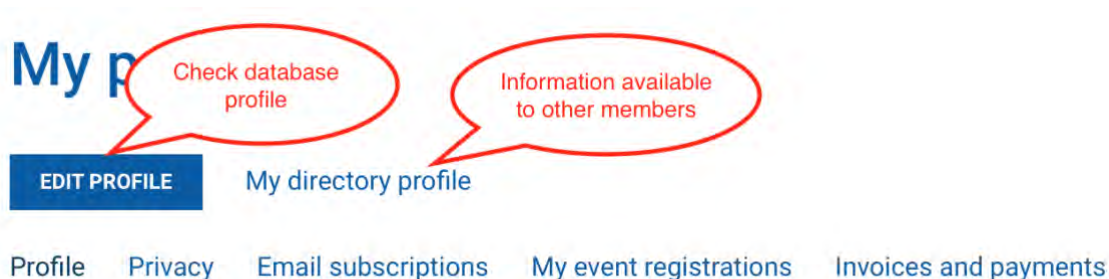 My p
Check database
profile
Information available
to other members
EDIT PROFILE
My directory profile
Profile Privacy Email subscriptions My event registrations Invoices and payments